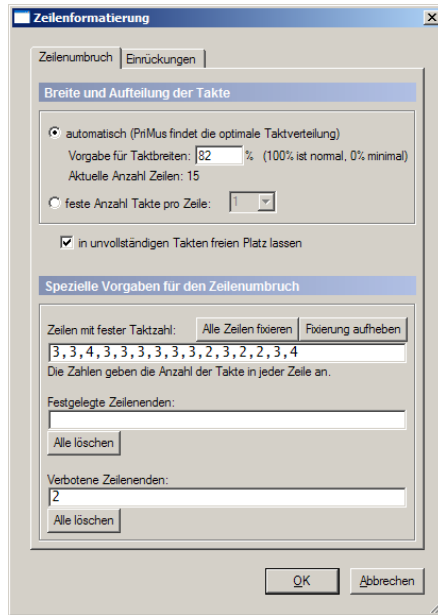 Zeilenformatierung
Zeilenumbruch Einrückungen
Breite und Aufteilung der Takte
automatisch (PriMus findet die optimale Taktverteilung)
Vorgabe für Taktbreiten: 82 % (100% ist normal, 0% minimal)
Aktuelle Anzahl Zeilen: 15
feste Anzahl Takte pro Zeile: 1
in unvollständigen Takten freien Platz lassen
Spezielle Vorgaben für den Zeilenumbruch
Zeilen mit fester Taktzahl: Alle Zeilen fixieren Fixierung aufheben
3,3,4,3,3,3,3,3,3,2,3,2,2,3,4
Die Zahlen geben die Anzahl der Takte in jeder Zeile an.
Festgelegte Zeilenenden:
Alle löschen
Verbotene Zeilenenden:
2
Alle löschen
OK Abbrechen